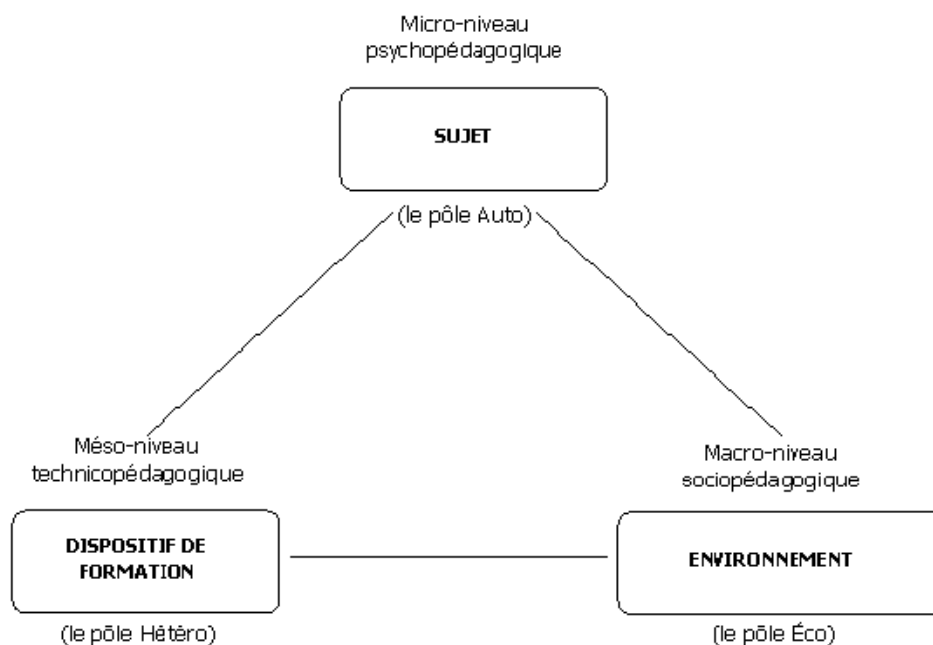 Micro-niveau
psychopédagogique
SUJET
(le pôle Auto)
Méso-niveau
technicopédagogique
DISPOSITIF DE
FORMATION
(le pôle Hétéro)
Macro-niveau
sociopédagogique
ENVIRONNEMENT
(le pôle Éco)